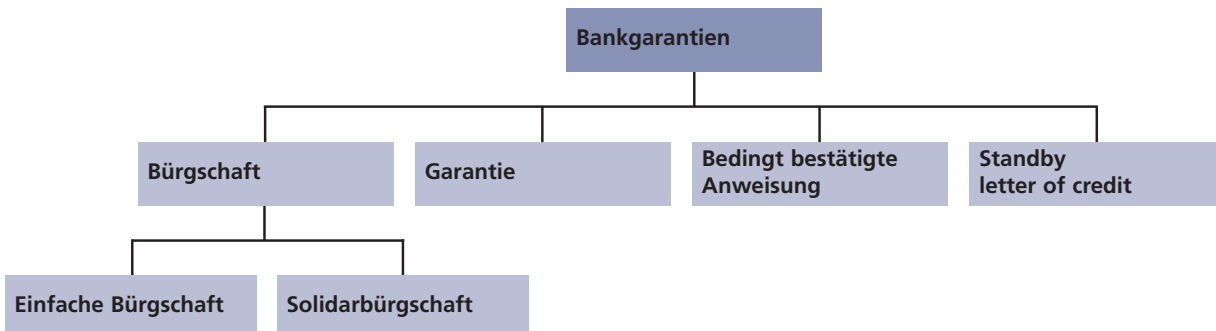 Bankgarantien
Bürgschaft
Garantie
Bedingt bestätigte
Anweisung
Standby
letter of credit
Einfache Bürgschaft
Solidarbürgschaft